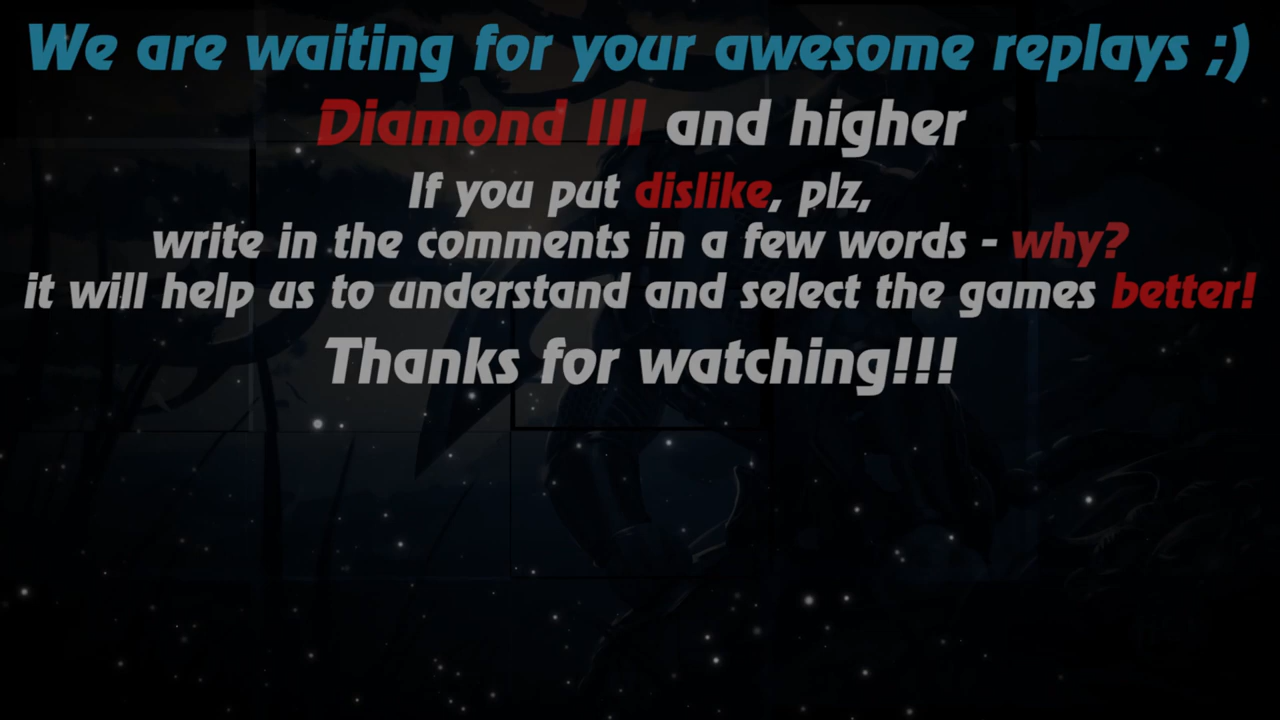 We are waiting for your awesome replays ;)
Diamond III and higher
If you put dislike, plz,
write in the comments in a few words - why?
it will help us to understand and select the games better!
Thanks for watching!!!